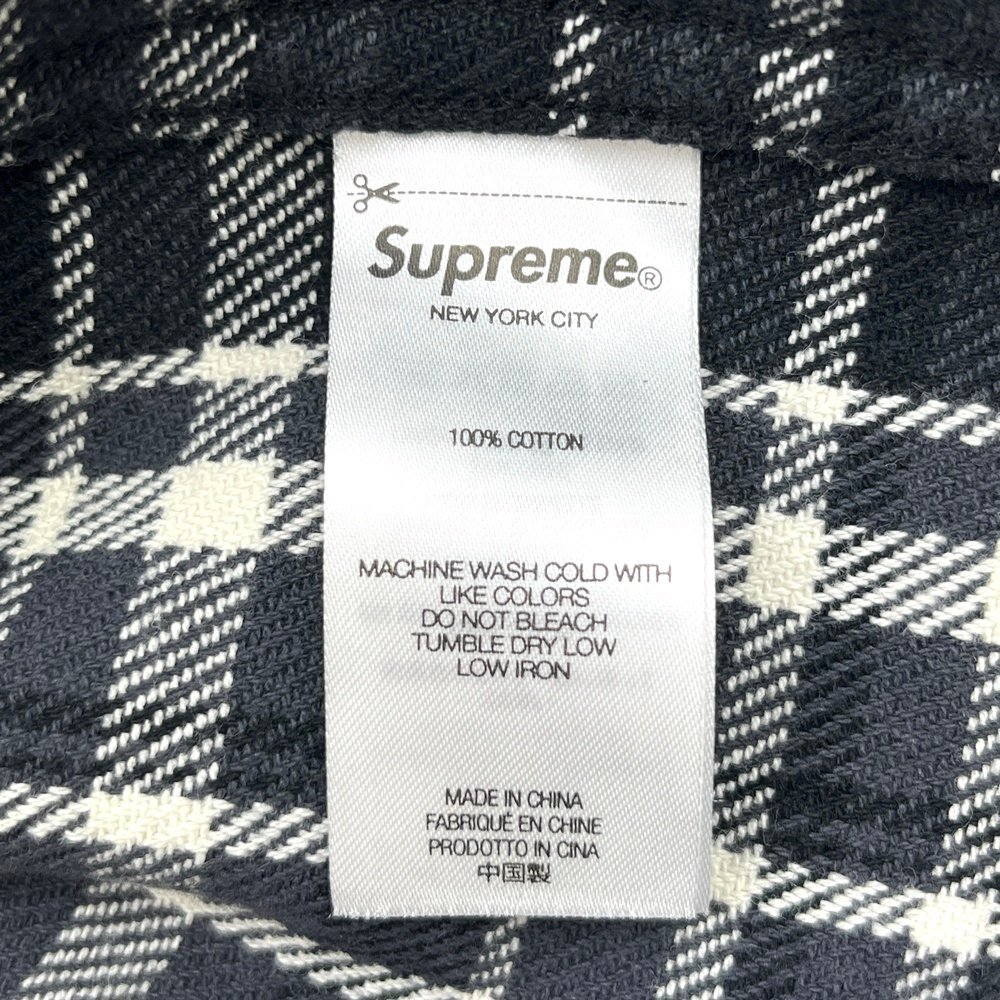 Supreme®
NEW YORK CITY
100% COTTON
MACHINE WASH COLD WITH
LIKE COLORS
DO NOT BLEACH
TUMBLE DRY LOW
LOW IRON
MADE IN CHINA
FABRIQUÉ EN CHINE
PRODOTTO IN CINA
中国製